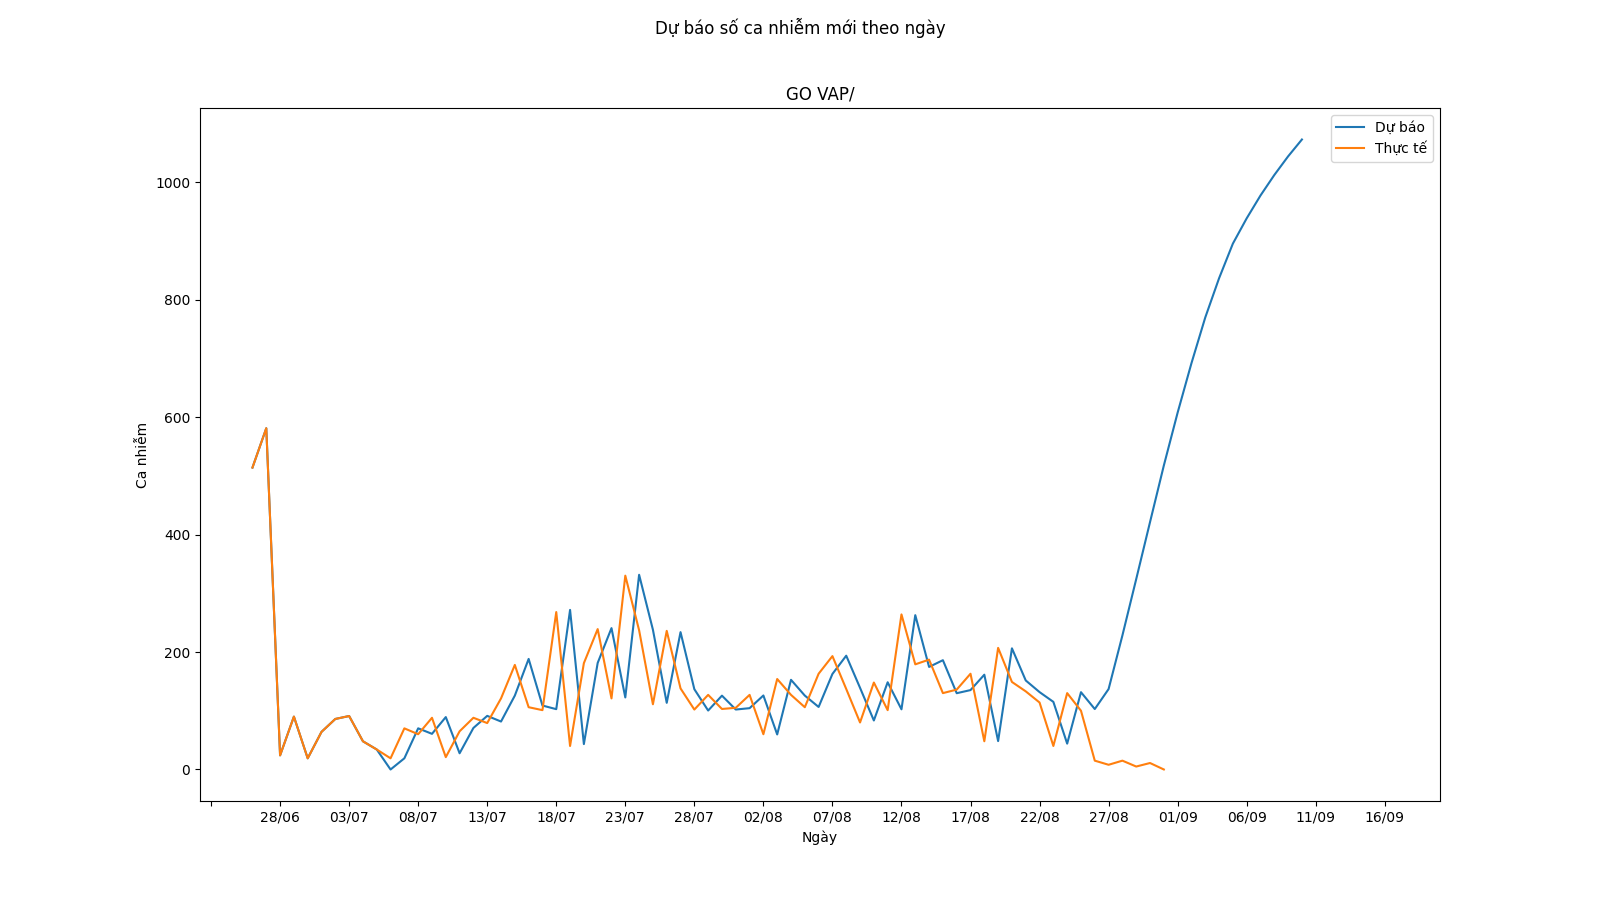 Dự báo số ca nhiễm mới theo ngày
GO VAP/
Dự báo
Thực tế
1000
800
600
400
200
0
Ca nhiễm
28/06 03/07 08/07 13/07 18/07 23/07 28/07 02/08 07/08 12/08 17/08 22/08 27/08 01/09 06/09 11/09 16/09
Ngày